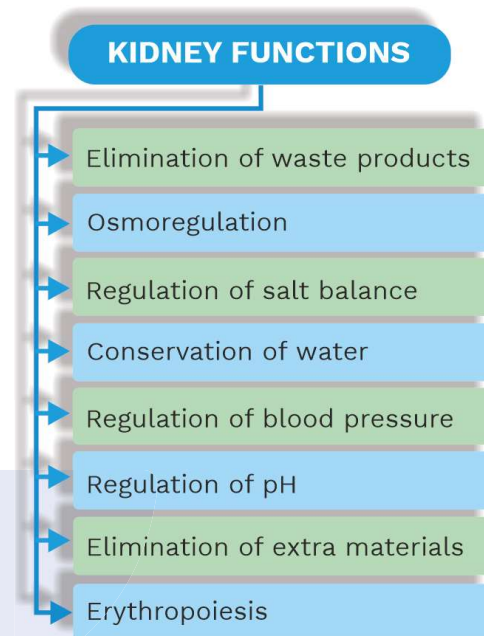 KIDNEY FUNCTIONS
Elimination of waste products
Osmoregulation
Regulation of salt balance
Conservation of water
Regulation of blood pressure
Regulation of pH
Elimination of extra materials
Erythropoiesis